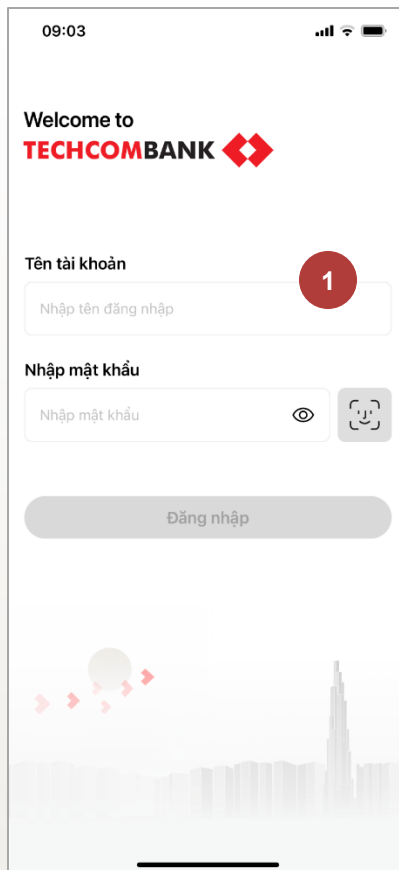 09:03
Welcome to
TECHCOMBANK
Tên tài khoản
1
Nhập tên đăng nhập
Nhập mật khẩu
Nhập mật khẩu
Đăng nhập